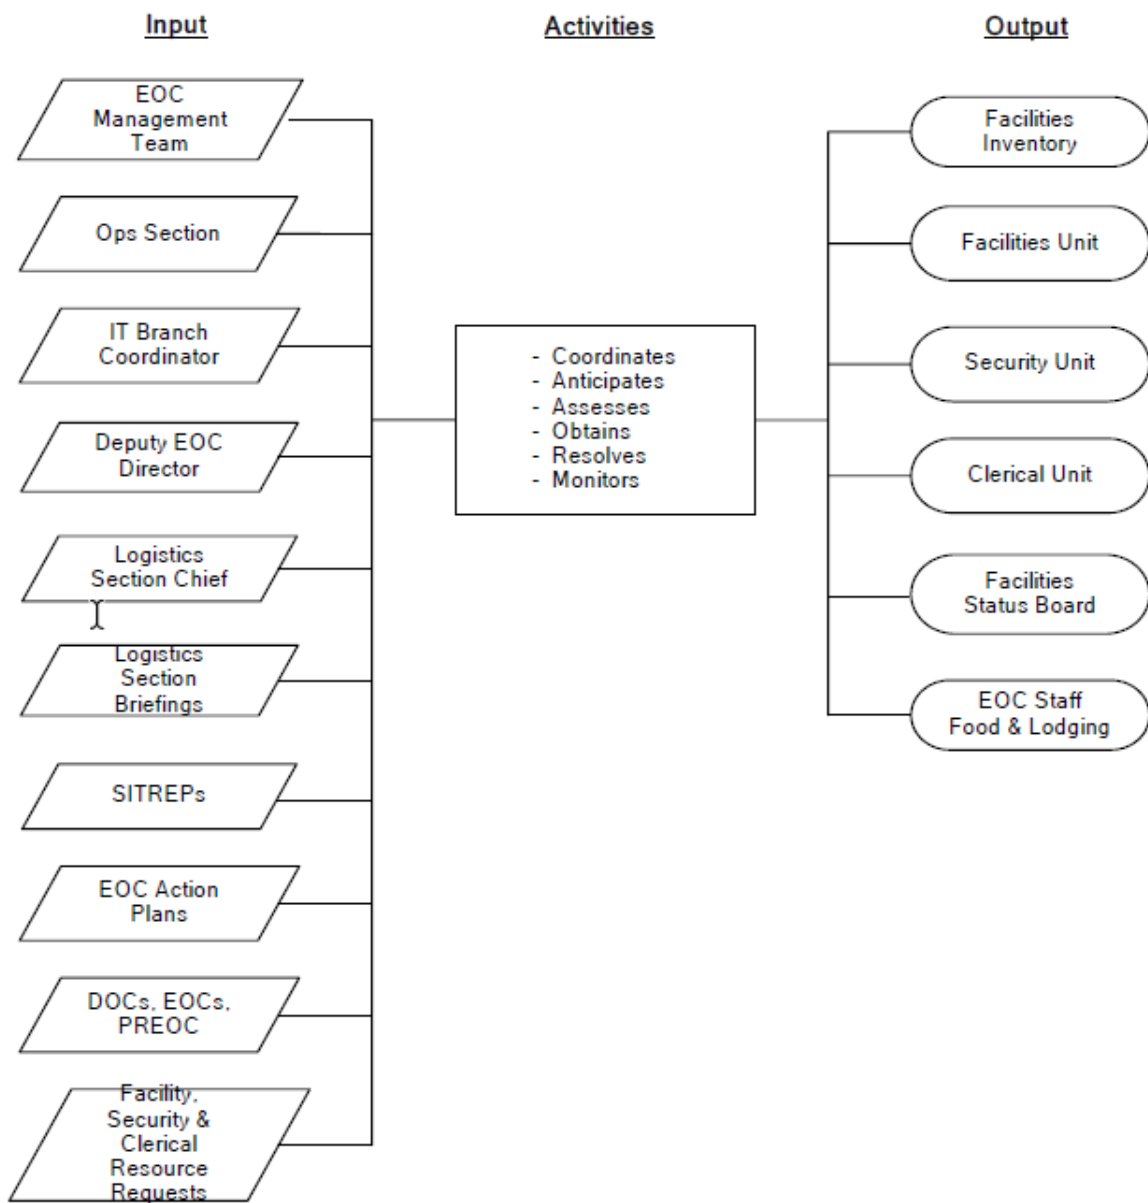 Input
Activities
Output
EOC
Management
Team
Ops Section
IT Branch
Coordinator
Deputy EOC
Director
Logistics
Section Chief
Logistics
Section
Briefings
SITREPs
EOC Action
Plans
DOCs, EOCs,
PREOC
Facility,
Security &
Clerical
Resource
Requests
- Coordinates
- Anticipates
- Assesses
- Obtains
- Resolves
- Monitors
Facilities
Inventory
Facilities Unit
Security Unit
Clerical Unit
Facilities
Status Board
EOC Staff
Food & Lodging